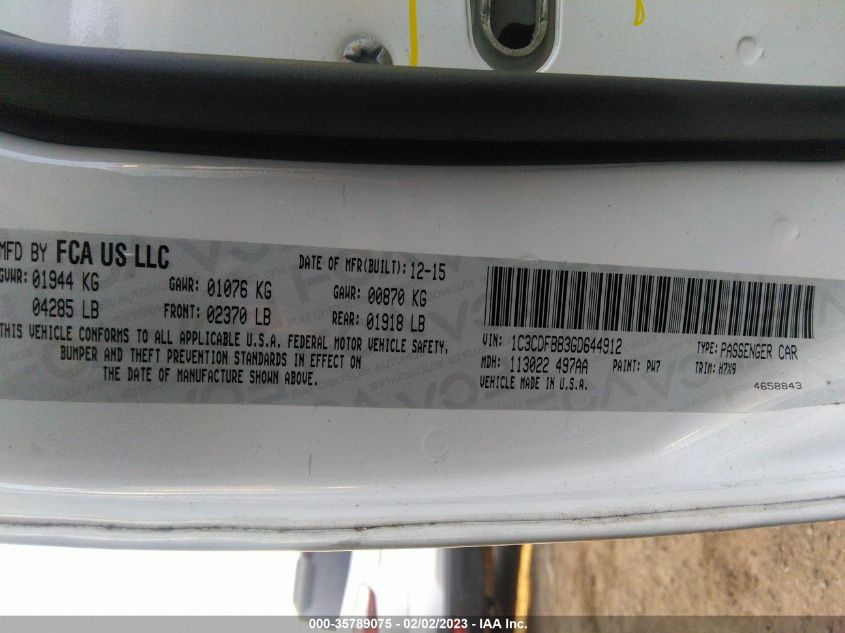 MFD BY FCA US LLC
DATE OF MFR(BUILT): 12-15
GVWR: 01944 KG
04285 LB
GAWR: 01076 KG
FRONT: 02370 LB
GAWR: 00870 KG
REAR: 01918 LB
THIS VEHICLE CONFORMS TO ALL APPLICABLE U.S.A. FEDERAL MOTOR VEHICLE SAFETY,
BUMPER AND THEFT PREVENTION STANDARDS IN EFFECT ON
THE DATE OF MANUFACTURE SHOWN ABOVE.
VIN: 1C3CDFBB3GD644912
TYPE: PASSENGER CAR
MDH: 113022 497AA
PAINT: PW7
TRIM: H7X9
VEHICLE MADE IN U.S.A.
4658843
000-35789075 - 02/02/2023 - IAA Inc.